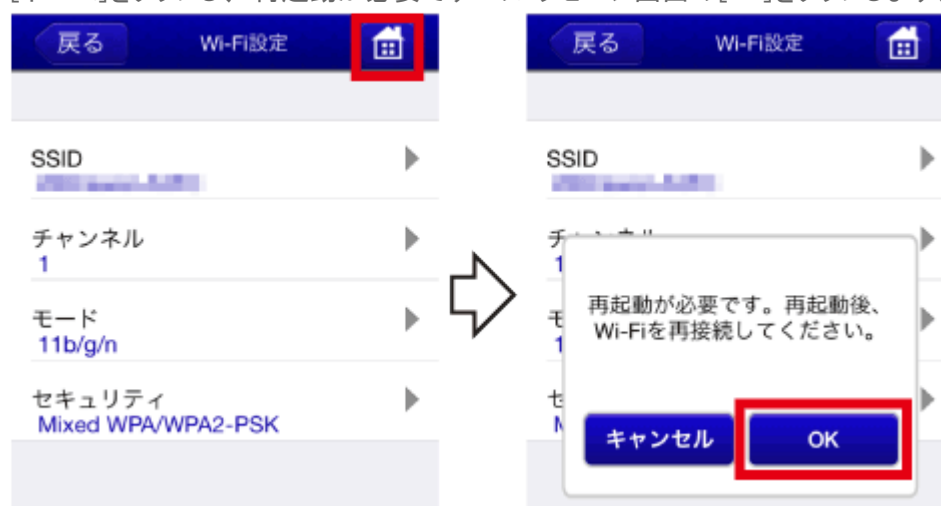 戻る
Wi-Fi設定
SSID
チャンネル
1
モード
11b/g/n
セキュリティ
Mixed WPA/WPA2-PSK
戻る
Wi-Fi設定
SSID
再起動が必要です。再起動後、
Wi-Fiを再接続してください。
キャンセル
OK